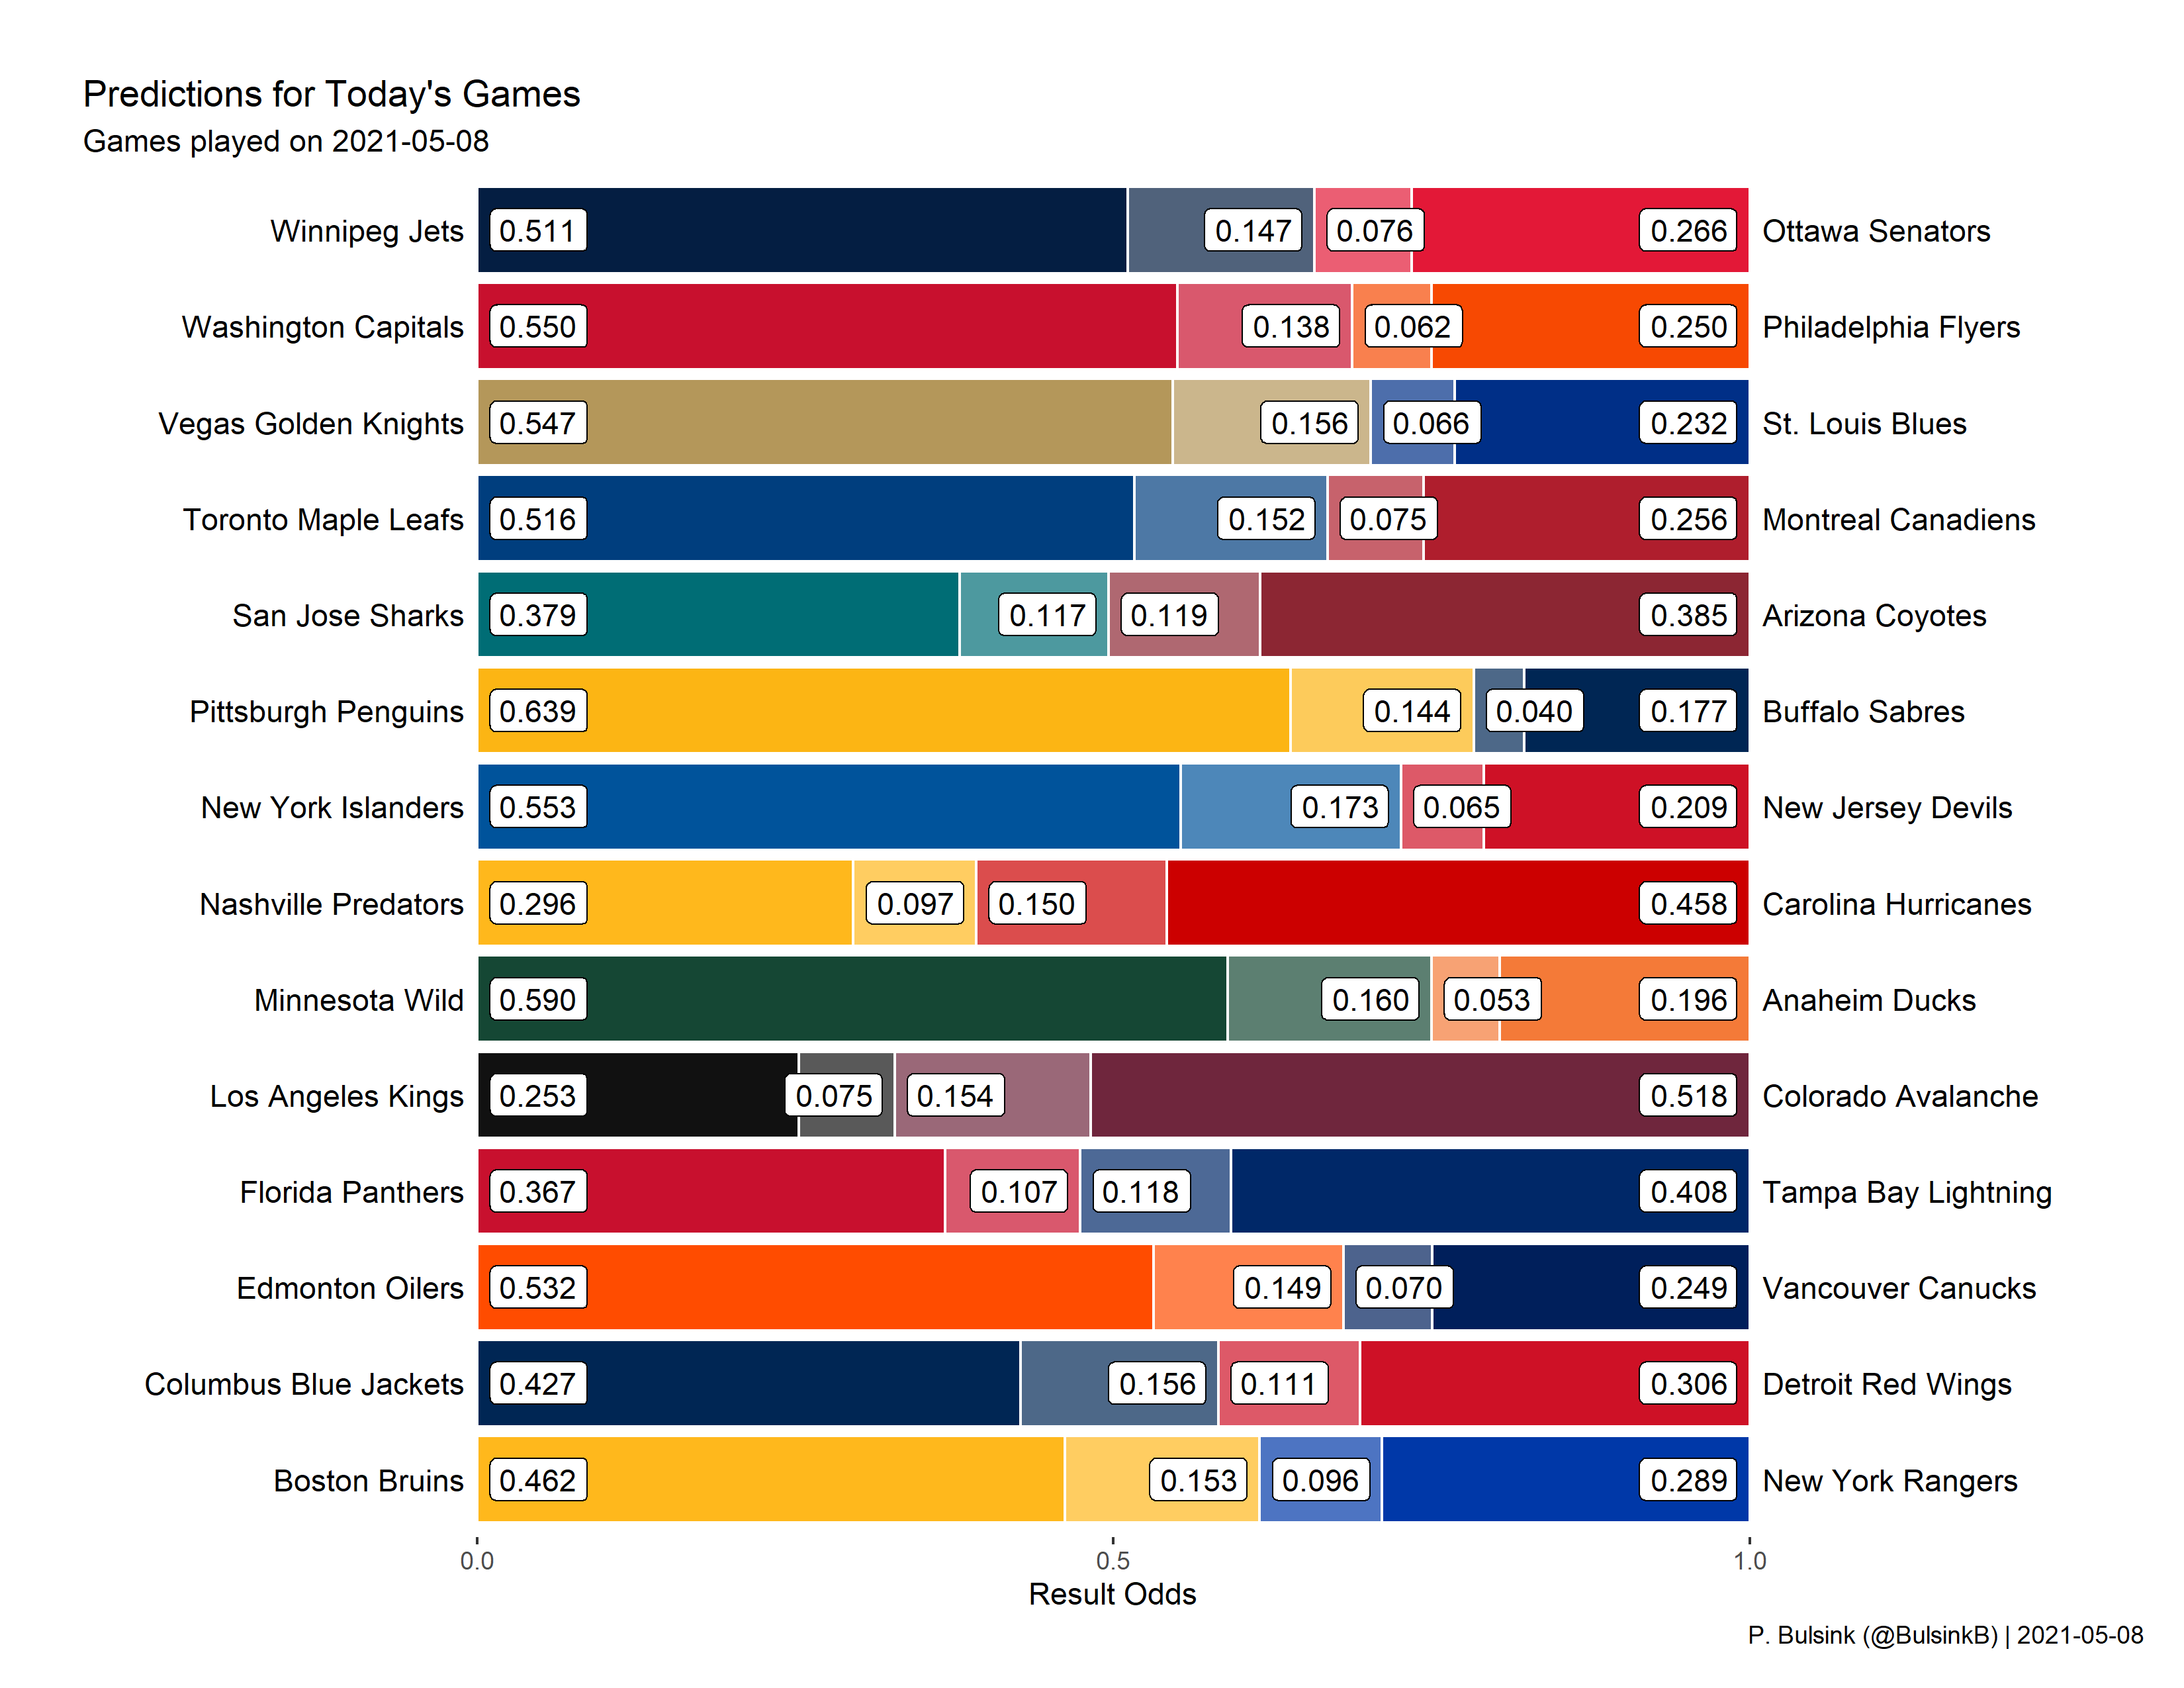 Predictions for Today's Games
Games played on 2021-05-08
Winnipeg Jets 0.511 0.147 0.076 0.266 Ottawa Senators
Washington Capitals 0.550 0.138 0.062 0.250 Philadelphia Flyers
Vegas Golden Knights 0.547 0.156 0.066 0.232 St. Louis Blues
Toronto Maple Leafs 0.516 0.152 0.075 0.256 Montreal Canadiens
San Jose Sharks 0.379 0.117 0.119 0.385 Arizona Coyotes
Pittsburgh Penguins 0.639 0.144 0.040 0.177 Buffalo Sabres
New York Islanders 0.553 0.173 0.065 0.209 New Jersey Devils
Nashville Predators 0.296 0.097 0.150 0.458 Carolina Hurricanes
Minnesota Wild 0.590 0.160 0.053 0.196 Anaheim Ducks
Los Angeles Kings 0.253 0.075 0.154 0.518 Colorado Avalanche
Florida Panthers 0.367 0.107 0.118 0.408 Tampa Bay Lightning
Edmonton Oilers 0.532 0.149 0.070 0.249 Vancouver Canucks
Columbus Blue Jackets 0.427 0.156 0.111 0.306 Detroit Red Wings
Boston Bruins 0.462 0.153 0.096 0.289 New York Rangers
0.0 0.5 1.0
Result Odds
P. Bulsink (@BulsinkB) | 2021-05-08